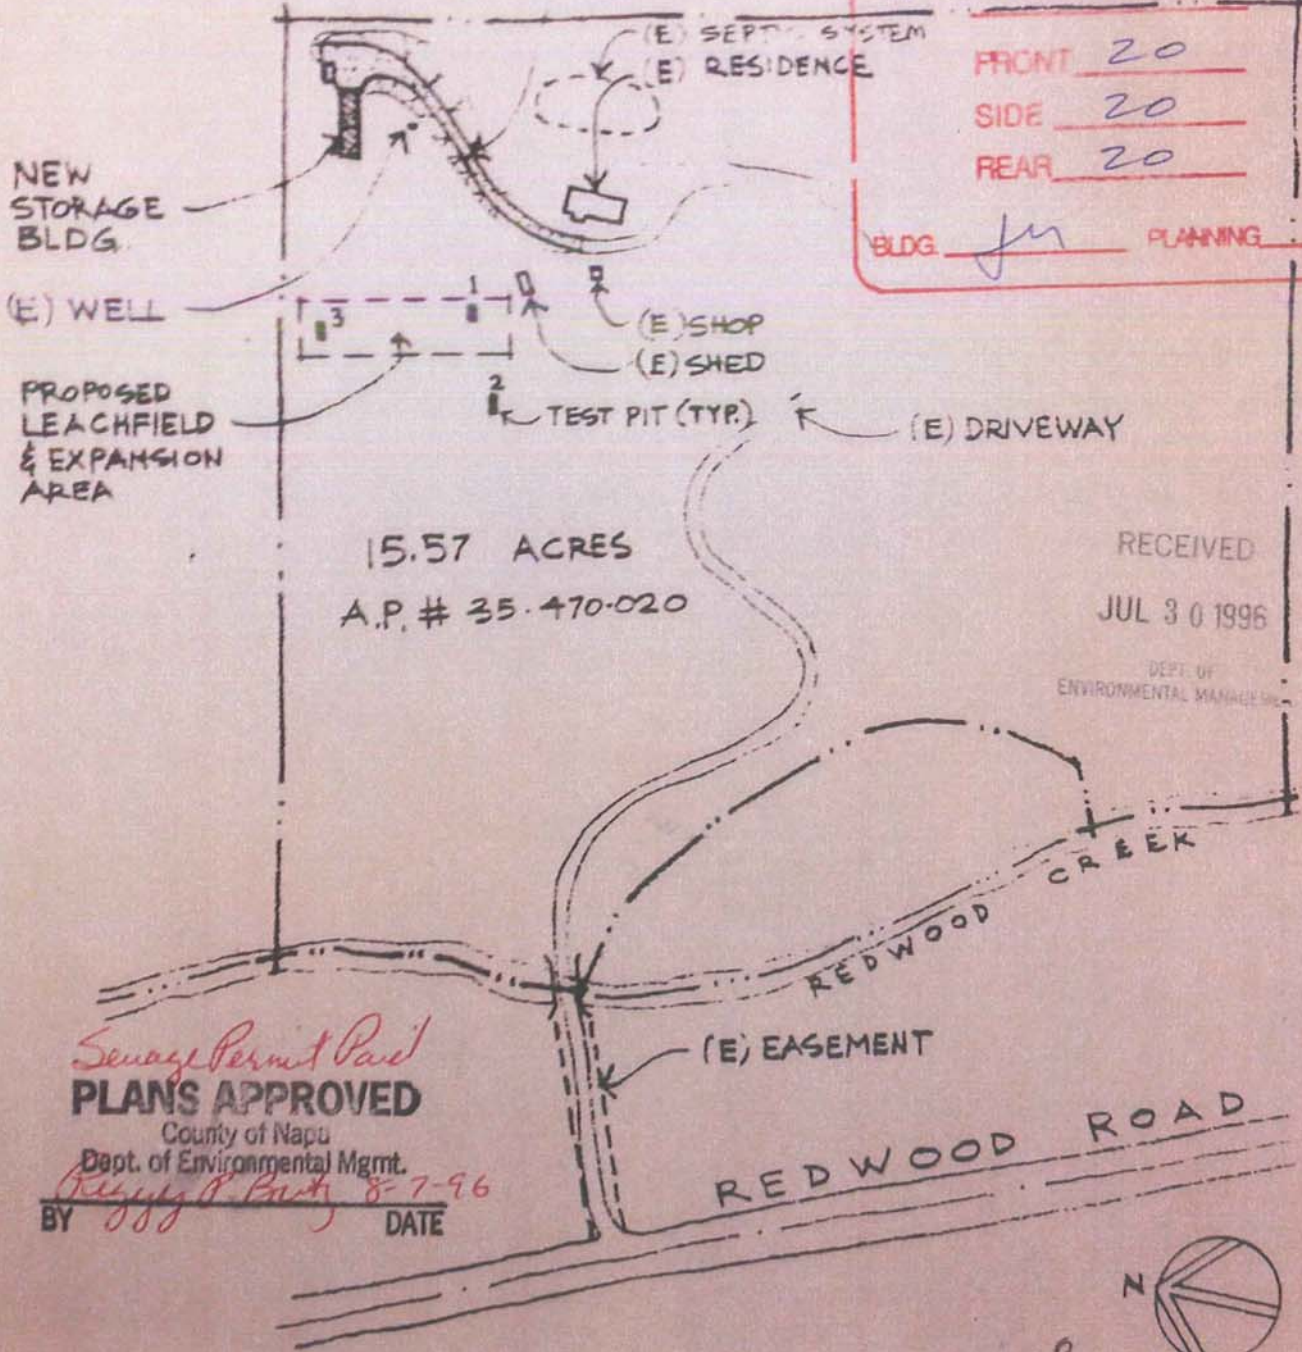 (E) SEPTIC SYSTEM
(E) RESIDENCE
FRONT 20
SIDE 20
REAR 20
BLDG. PLANNING
NEW
STORAGE
BLDG.
(E) WELL
1
3
2
(E) SHOP
(E) SHED
PROPOSED
LEACHFIELD
& EXPANSION
AREA
TEST PIT (TYP.)
(E) DRIVEWAY
15.57 ACRES
A.P. # 35-470-020
RECEIVED
JUL 30 1996
DEPT. OF
ENVIRONMENTAL MANAGEMENT
REDWOOD CREEK
(E) EASEMENT
Sewage Permit Paid
PLANS APPROVED
County of Napa
Dept. of Environmental Mgmt.
8-7-96
BY DATE
REDWOOD ROAD
N